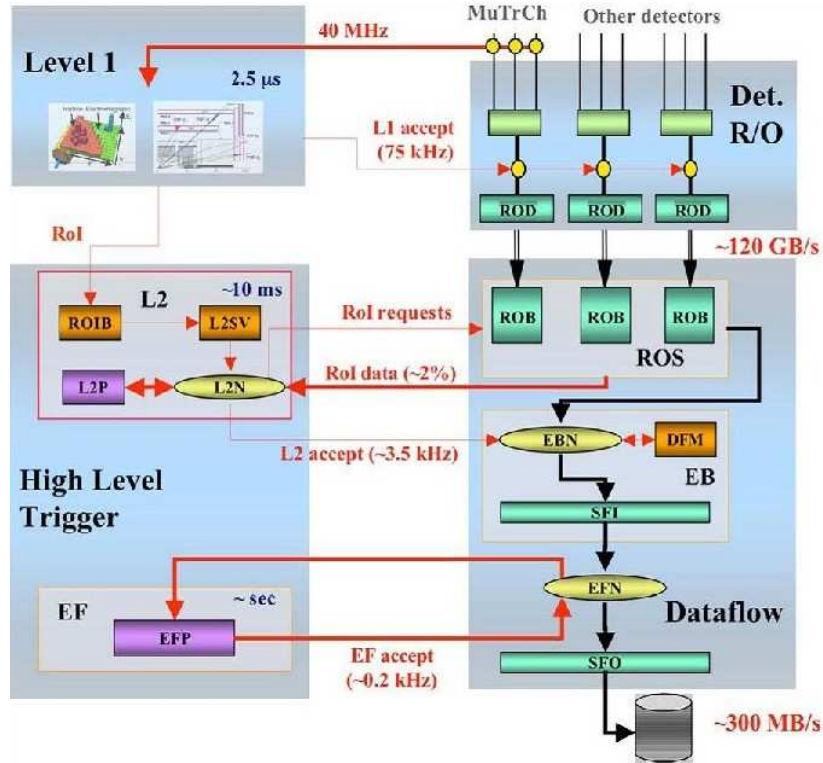 MuTrCh
Other detectors
40 MHz
Level 1
2.5 µs
Det.
R/O
L1 accept
(75 kHz)
ROD
ROD
ROD
RoI
~120 GB/s
L2
~10 ms
ROIB
L2SV
RoI requests
ROB
ROB
ROB
ROS
L2P
L2N
RoI data (~2%)
L2 accept (~3.5 kHz)
EBN
DFM
EB
High Level
Trigger
SFI
EF
~ sec
EFN
EFP
Dataflow
EF accept
(~0.2 kHz)
SFO
~300 MB/s